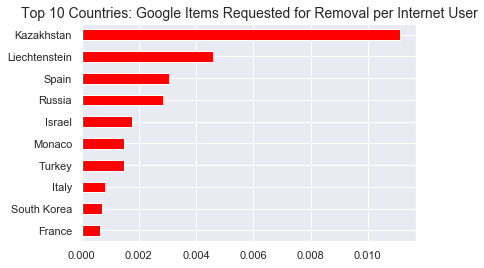 Top 10 Countries: Google Items Requested for Removal per Internet User
Kazakhstan
Liechtenstein
Spain
Russia
Israel
Monaco
Turkey
Italy
South Korea
France
0.000 0.002 0.004 0.006 0.008 0.010